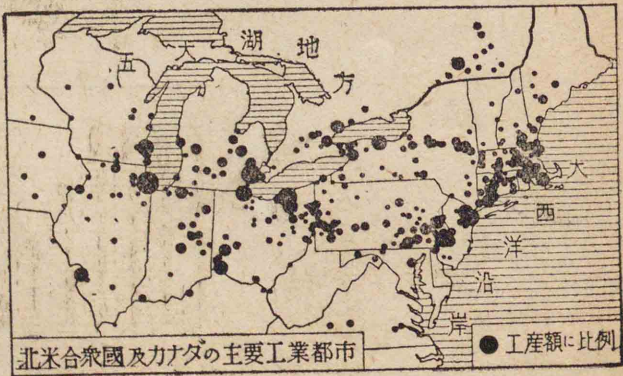 五大湖地方
大西洋沿岸
北米合衆國及カナダの主要工業都市
●工産額に比例